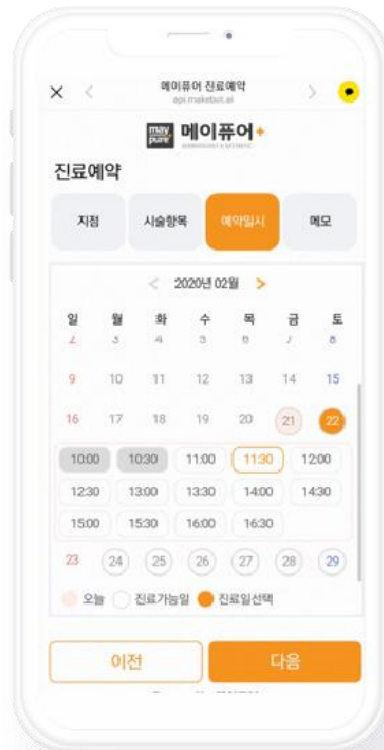 메이퓨어 진료예약
api.makebot.ai
may pure 메이퓨어
진료예약
지점 시술항목 예약일시 메모
< 2020년 02월 >
일 월 화 수 목 금 토
9 10 11 12 13 14 15
16 17 18 19 20 21 22
10:00 10:30 11:00 11:30 12:00
12:30 13:00 13:30 14:00 14:30
15:00 15:30 16:00 16:30
23 24 25 26 27 28 29
오늘 진료가능일 진료일선택
이전 다음